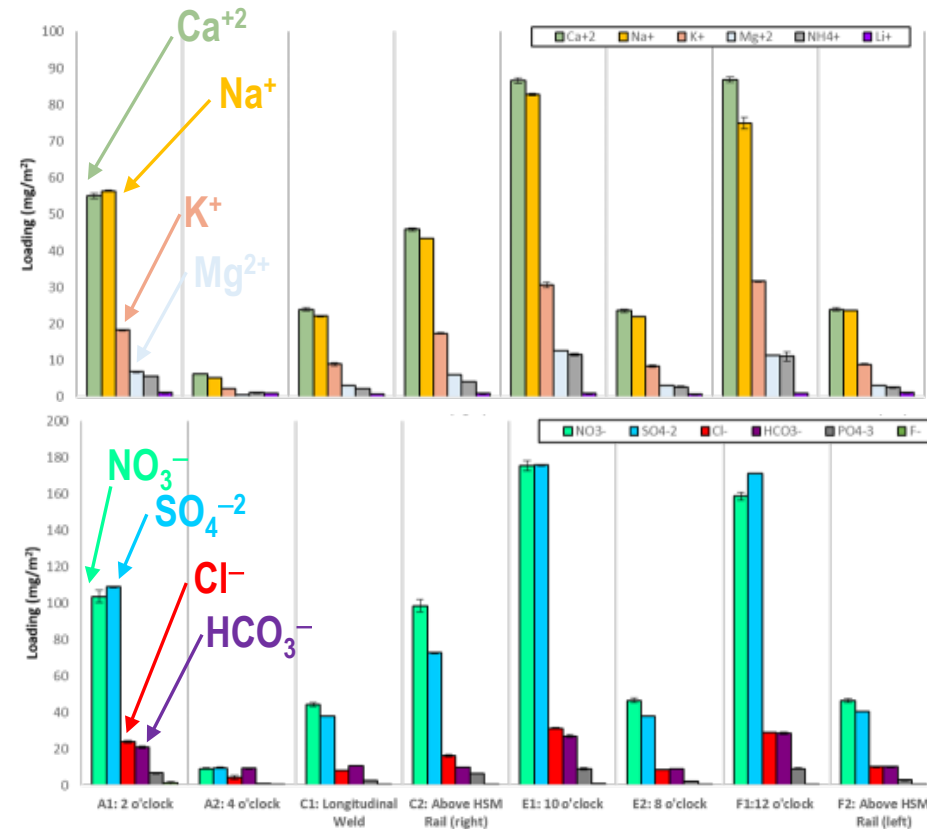 100
90
80
70
60
50
40
30
20
10
0
Loading (mg/m²)
Ca+2 Na+ K+ Mg+2 NH4+ Li+
Ca⁺²
Na⁺
K⁺
Mg²⁺
200
180
160
140
120
100
80
60
40
20
0
Loading (mg/m²)
NO3- SO4-2 Cl- HCO3- PO4-3 F-
NO₃⁻
SO₄⁻²
Cl⁻
HCO₃⁻
A1: 2 o'clock
A2: 4 o'clock
C1: Longitudinal
Weld
C2: Above HSM
Rail (right)
E1: 10 o'clock
E2: 8 o'clock
F1:12 o'clock
F2: Above HSM
Rail (left)